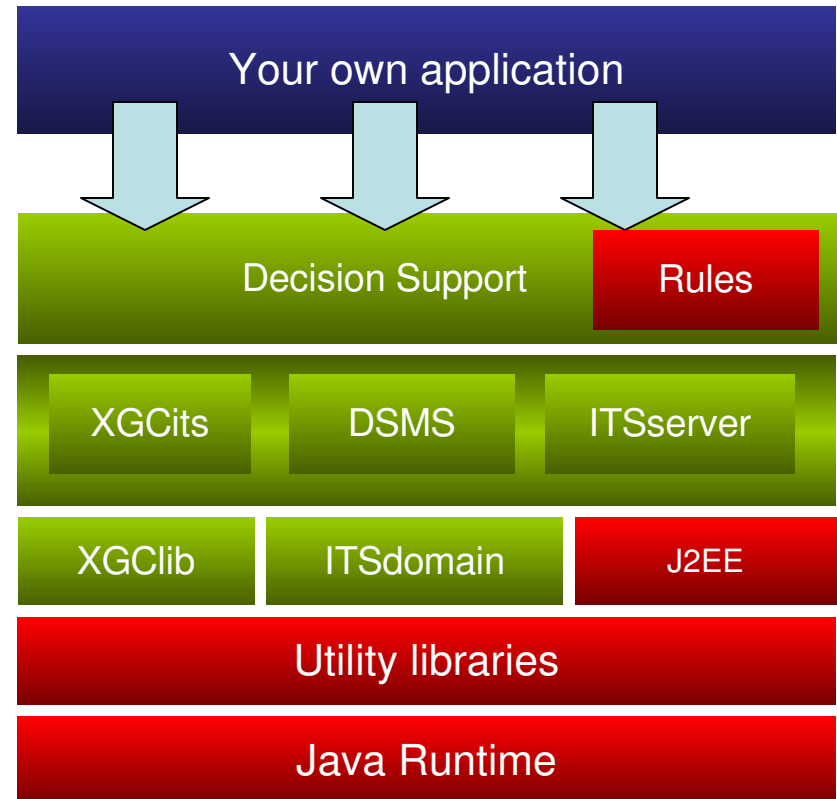 Your own application
Decision Support
Rules
XGCits
DSMS
ITSserver
XGClib
ITSdomain
J2EE
Utility libraries
Java Runtime